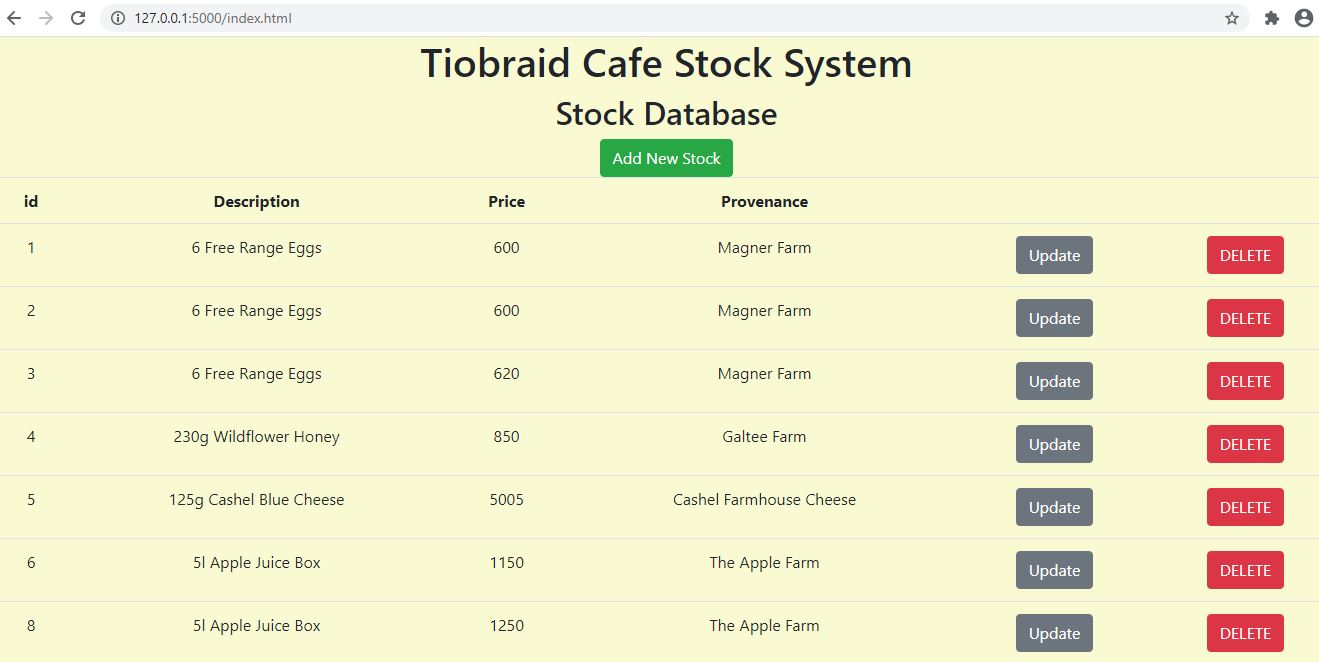 127.0.0.1:5000/index.html
Tiobraid Cafe Stock System
Stock Database
Add New Stock
id Description Price Provenance
1 6 Free Range Eggs 600 Magner Farm Update DELETE
2 6 Free Range Eggs 600 Magner Farm Update DELETE
3 6 Free Range Eggs 620 Magner Farm Update DELETE
4 230g Wildflower Honey 850 Galtee Farm Update DELETE
5 125g Cashel Blue Cheese 5005 Cashel Farmhouse Cheese Update DELETE
6 5l Apple Juice Box 1150 The Apple Farm Update DELETE
8 5l Apple Juice Box 1250 The Apple Farm Update DELETE